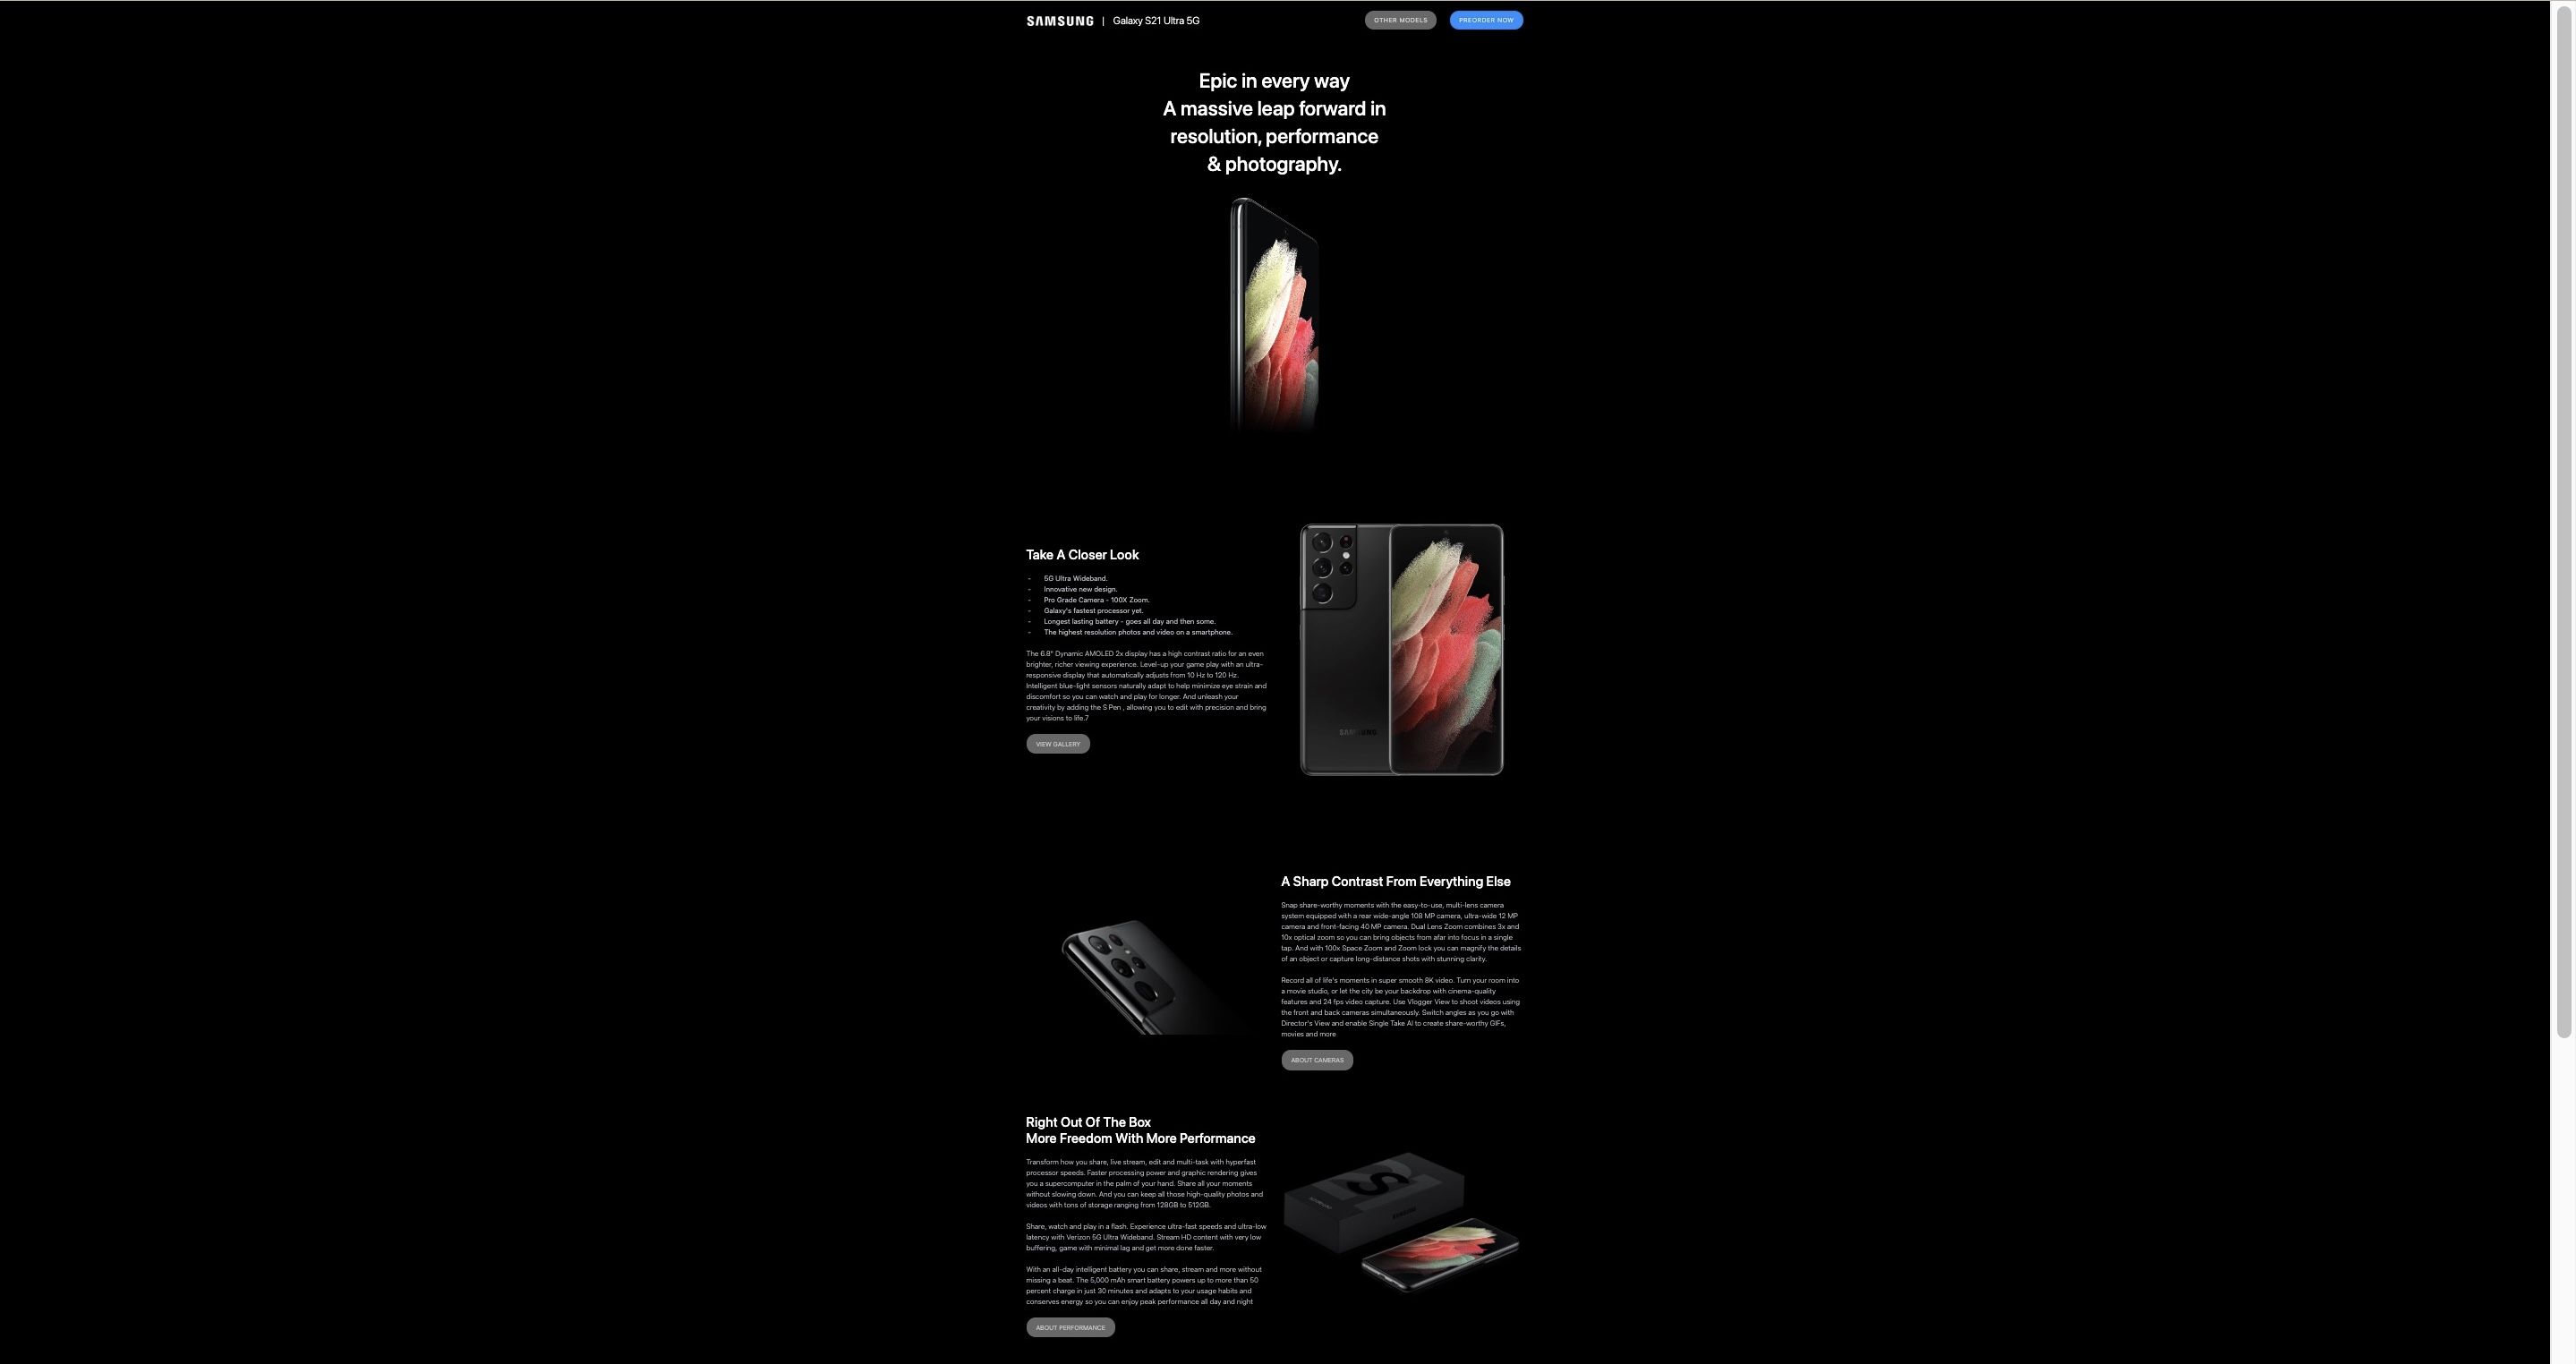 SAMSUNG | Galaxy S21 Ultra 5G
OTHER MODELS
PREORDER NOW
Epic in every way
A massive leap forward in
resolution, performance
& photography.
Take A Closer Look
- 5G Ultra Wideband.
- Innovative new design.
- Pro Grade Camera - 100X Zoom.
- Galaxy's fastest processor yet.
- Longest lasting battery - goes all day and then some.
- The highest resolution photos and video on a smartphone.
The 6.8" Dynamic AMOLED 2x display has a high contrast ratio for an even
brighter, richer viewing experience. Level-up your game play with an ultra-
responsive display that automatically adjusts from 10 Hz to 120 Hz.
Intelligent blue-light sensors naturally adapt to help minimize eye strain and
discomfort so you can watch and play for longer. And unleash your
creativity by adding the S Pen , allowing you to edit with precision and bring
your visions to life.7
VIEW GALLERY
SAMSUNG
A Sharp Contrast From Everything Else
Snap share-worthy moments with the easy-to-use, multi-lens camera
system equipped with a rear wide-angle 108 MP camera, ultra-wide 12 MP
camera and front-facing 40 MP camera. Dual Lens Zoom combines 3x and
10x optical zoom so you can bring objects from afar into focus in a single
tap. And with 100x Space Zoom and Zoom lock you can magnify the details
of an object or capture long-distance shots with stunning clarity.
Record all of life's moments in super smooth 8K video. Turn your room into
a movie studio, or let the city be your backdrop with cinema-quality
features and 24 fps video capture. Use Vlogger View to shoot videos using
the front and back cameras simultaneously. Switch angles as you go with
Director's View and enable Single Take AI to create share-worthy GIFs,
movies and more
ABOUT CAMERAS
Right Out Of The Box
More Freedom With More Performance
Transform how you share, live stream, edit and multi-task with hyperfast
processor speeds. Faster processing power and graphic rendering gives
you a supercomputer in the palm of your hand. Share all your moments
without slowing down. And you can keep all those high-quality photos and
videos with tons of storage ranging from 128GB to 512GB.
Share, watch and play in a flash. Experience ultra-fast speeds and ultra-low
latency with Verizon 5G Ultra Wideband. Stream HD content with very low
buffering, game with minimal lag and get more done faster.
With an all-day intelligent battery you can share, stream and more without
missing a beat. The 5,000 mAh smart battery powers up to more than 50
percent charge in just 30 minutes and adapts to your usage habits and
conserves energy so you can enjoy peak performance all day and night
ABOUT PERFORMANCE
S
SAMSUNG